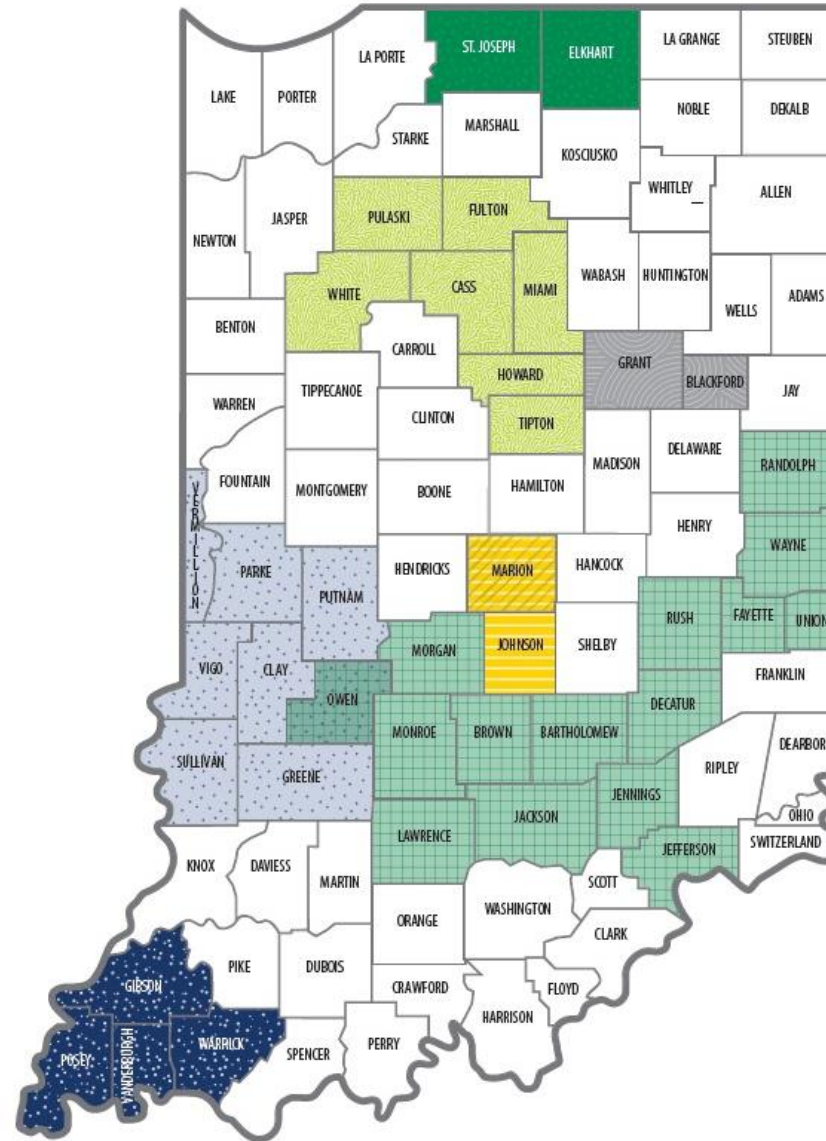 ST. JOSEPH
ELKHART
LA GRANGE
STEUBEN
LA PORTE
LAKE
PORTER
NOBLE
DEKALB
STARKE
MARSHALL
KOSCIUSKO
WHITLEY
ALLEN
JASPER
PULASKI
FULTON
NEWTON
WHITE
CASS
MIAMI
WABASH
HUNTINGTON
WELLS
ADAMS
BENTON
CARROLL
GRANT
BLACKFORD
JAY
WARREN
TIPPECANOE
HOWARD
CLINTON
TIPTON
MADISON
DELAWARE
RANDOLPH
FOUNTAIN
VERMILLION
MONTGOMERY
BOONE
HAMILTON
HENRY
WAYNE
PARKE
PUTNAM
HENDRICKS
MARION
HANCOCK
RUSH
FAYETTE
UNION
VIGO
CLAY
MORGAN
JOHNSON
SHELBY
FRANKLIN
OWEN
DECATUR
SULLIVAN
GREENE
MONROE
BROWN
BARTHOLOMEW
RIPLEY
DEARBOR
JENNINGS
OHIO
LAWRENCE
JACKSON
JEFFERSON
SWITZERLAND
KNOX
DAVIESS
MARTIN
SCOTT
ORANGE
WASHINGTON
CLARK
GIBSON
PIKE
DUBOIS
CRAWFORD
FLOYD
HARRISON
POSEY
VANDERBURGH
WARRICK
SPENCER
PERRY